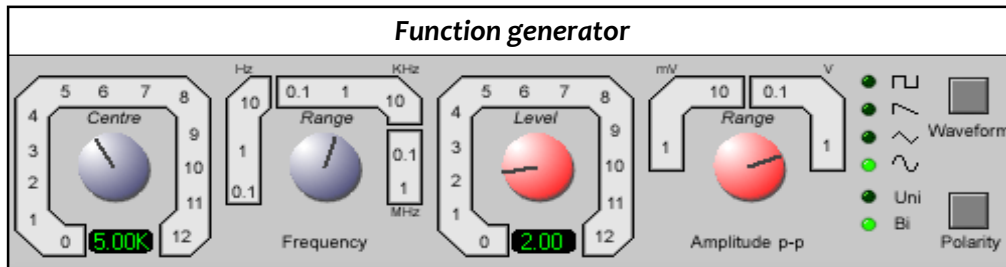 Function generator
Hz KHz mV V
5 6 7 8 0.1 1 10 5 6 7 8 10 0.1
4 Centre 10 Range 4 Level Range
3 9 1 0.1 3 9 1 1 Waveform
2 10 0.1 1 2 10
1 11 MHz 1 11 Uni
0 5.00K 12 Frequency 0 2.00 12 Amplitude p-p Bi Polarity